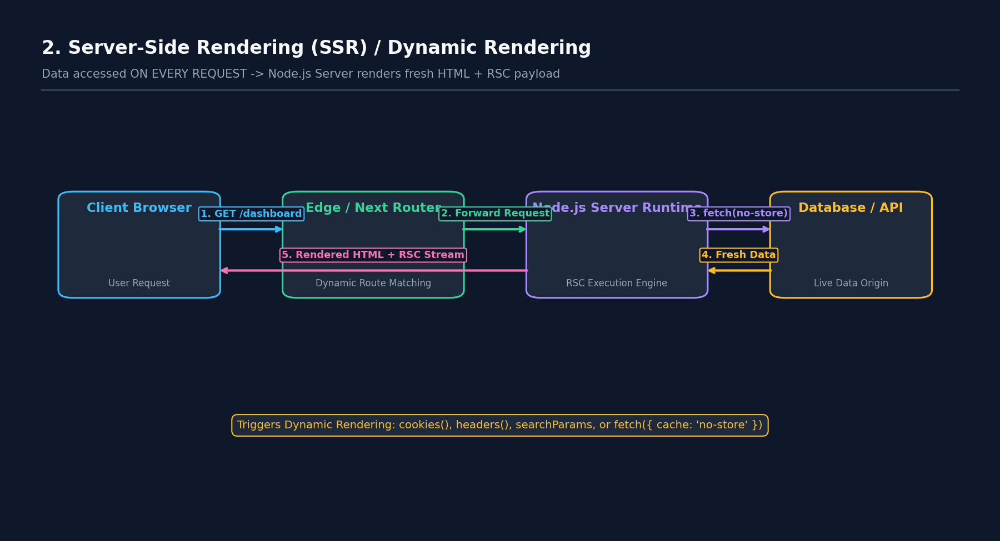 2. Server-Side Rendering (SSR) / Dynamic Rendering
Data accessed ON EVERY REQUEST -> Node.js Server renders fresh HTML + RSC payload
Client Browser
1. GET /dashboard
Edge / Next Router
2. Forward Request
Node.js Server Runtime
3. fetch(no-store)
Database / API
5. Rendered HTML + RSC Stream
4. Fresh Data
User Request
Dynamic Route Matching
RSC Execution Engine
Live Data Origin
Triggers Dynamic Rendering: cookies(), headers(), searchParams, or fetch({ cache: 'no-store' })